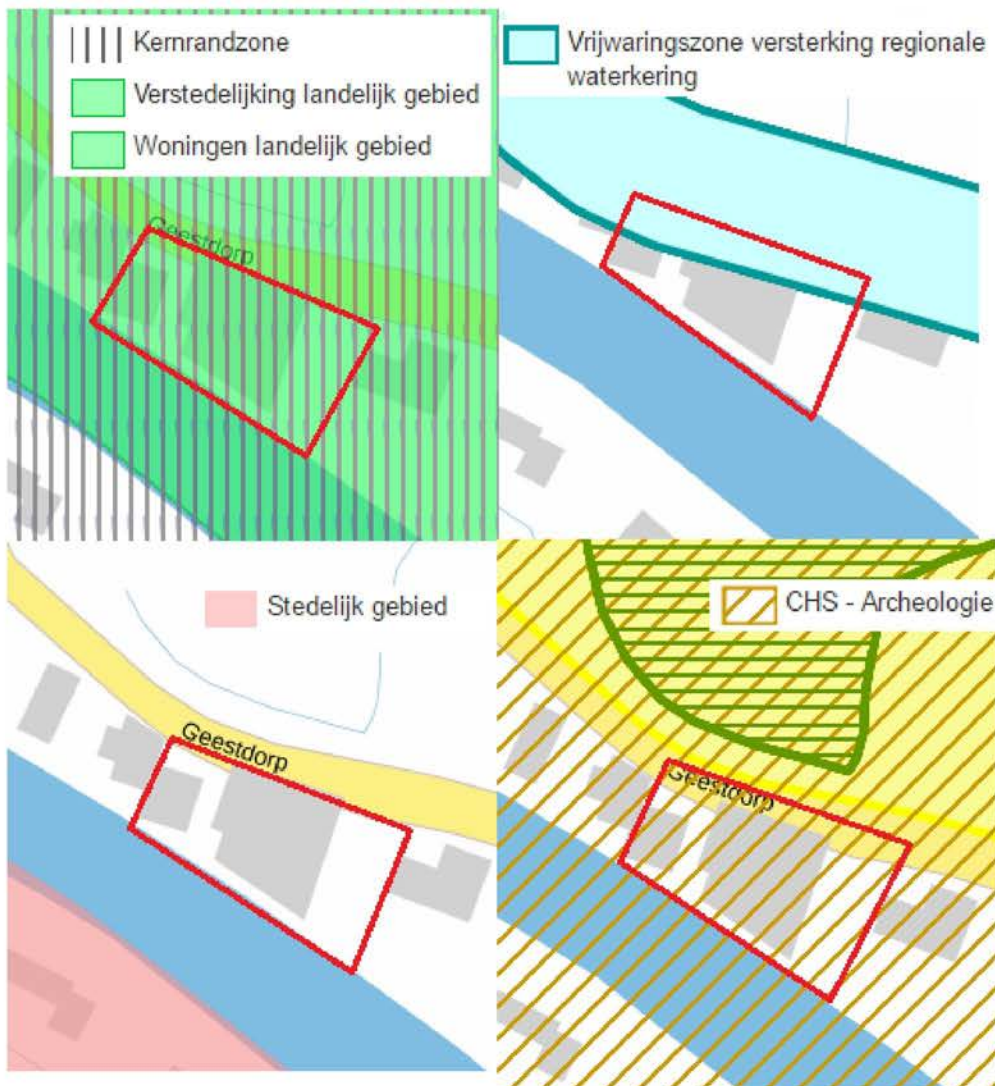 Kernrandzone
Verstedelijking landelijk gebied
Woningen landelijk gebied
Geestdorp
Vrijwaringszone versterking regionale
waterkering
Stedelijk gebied
Geestdorp
CHS - Archeologie
Geestdorp